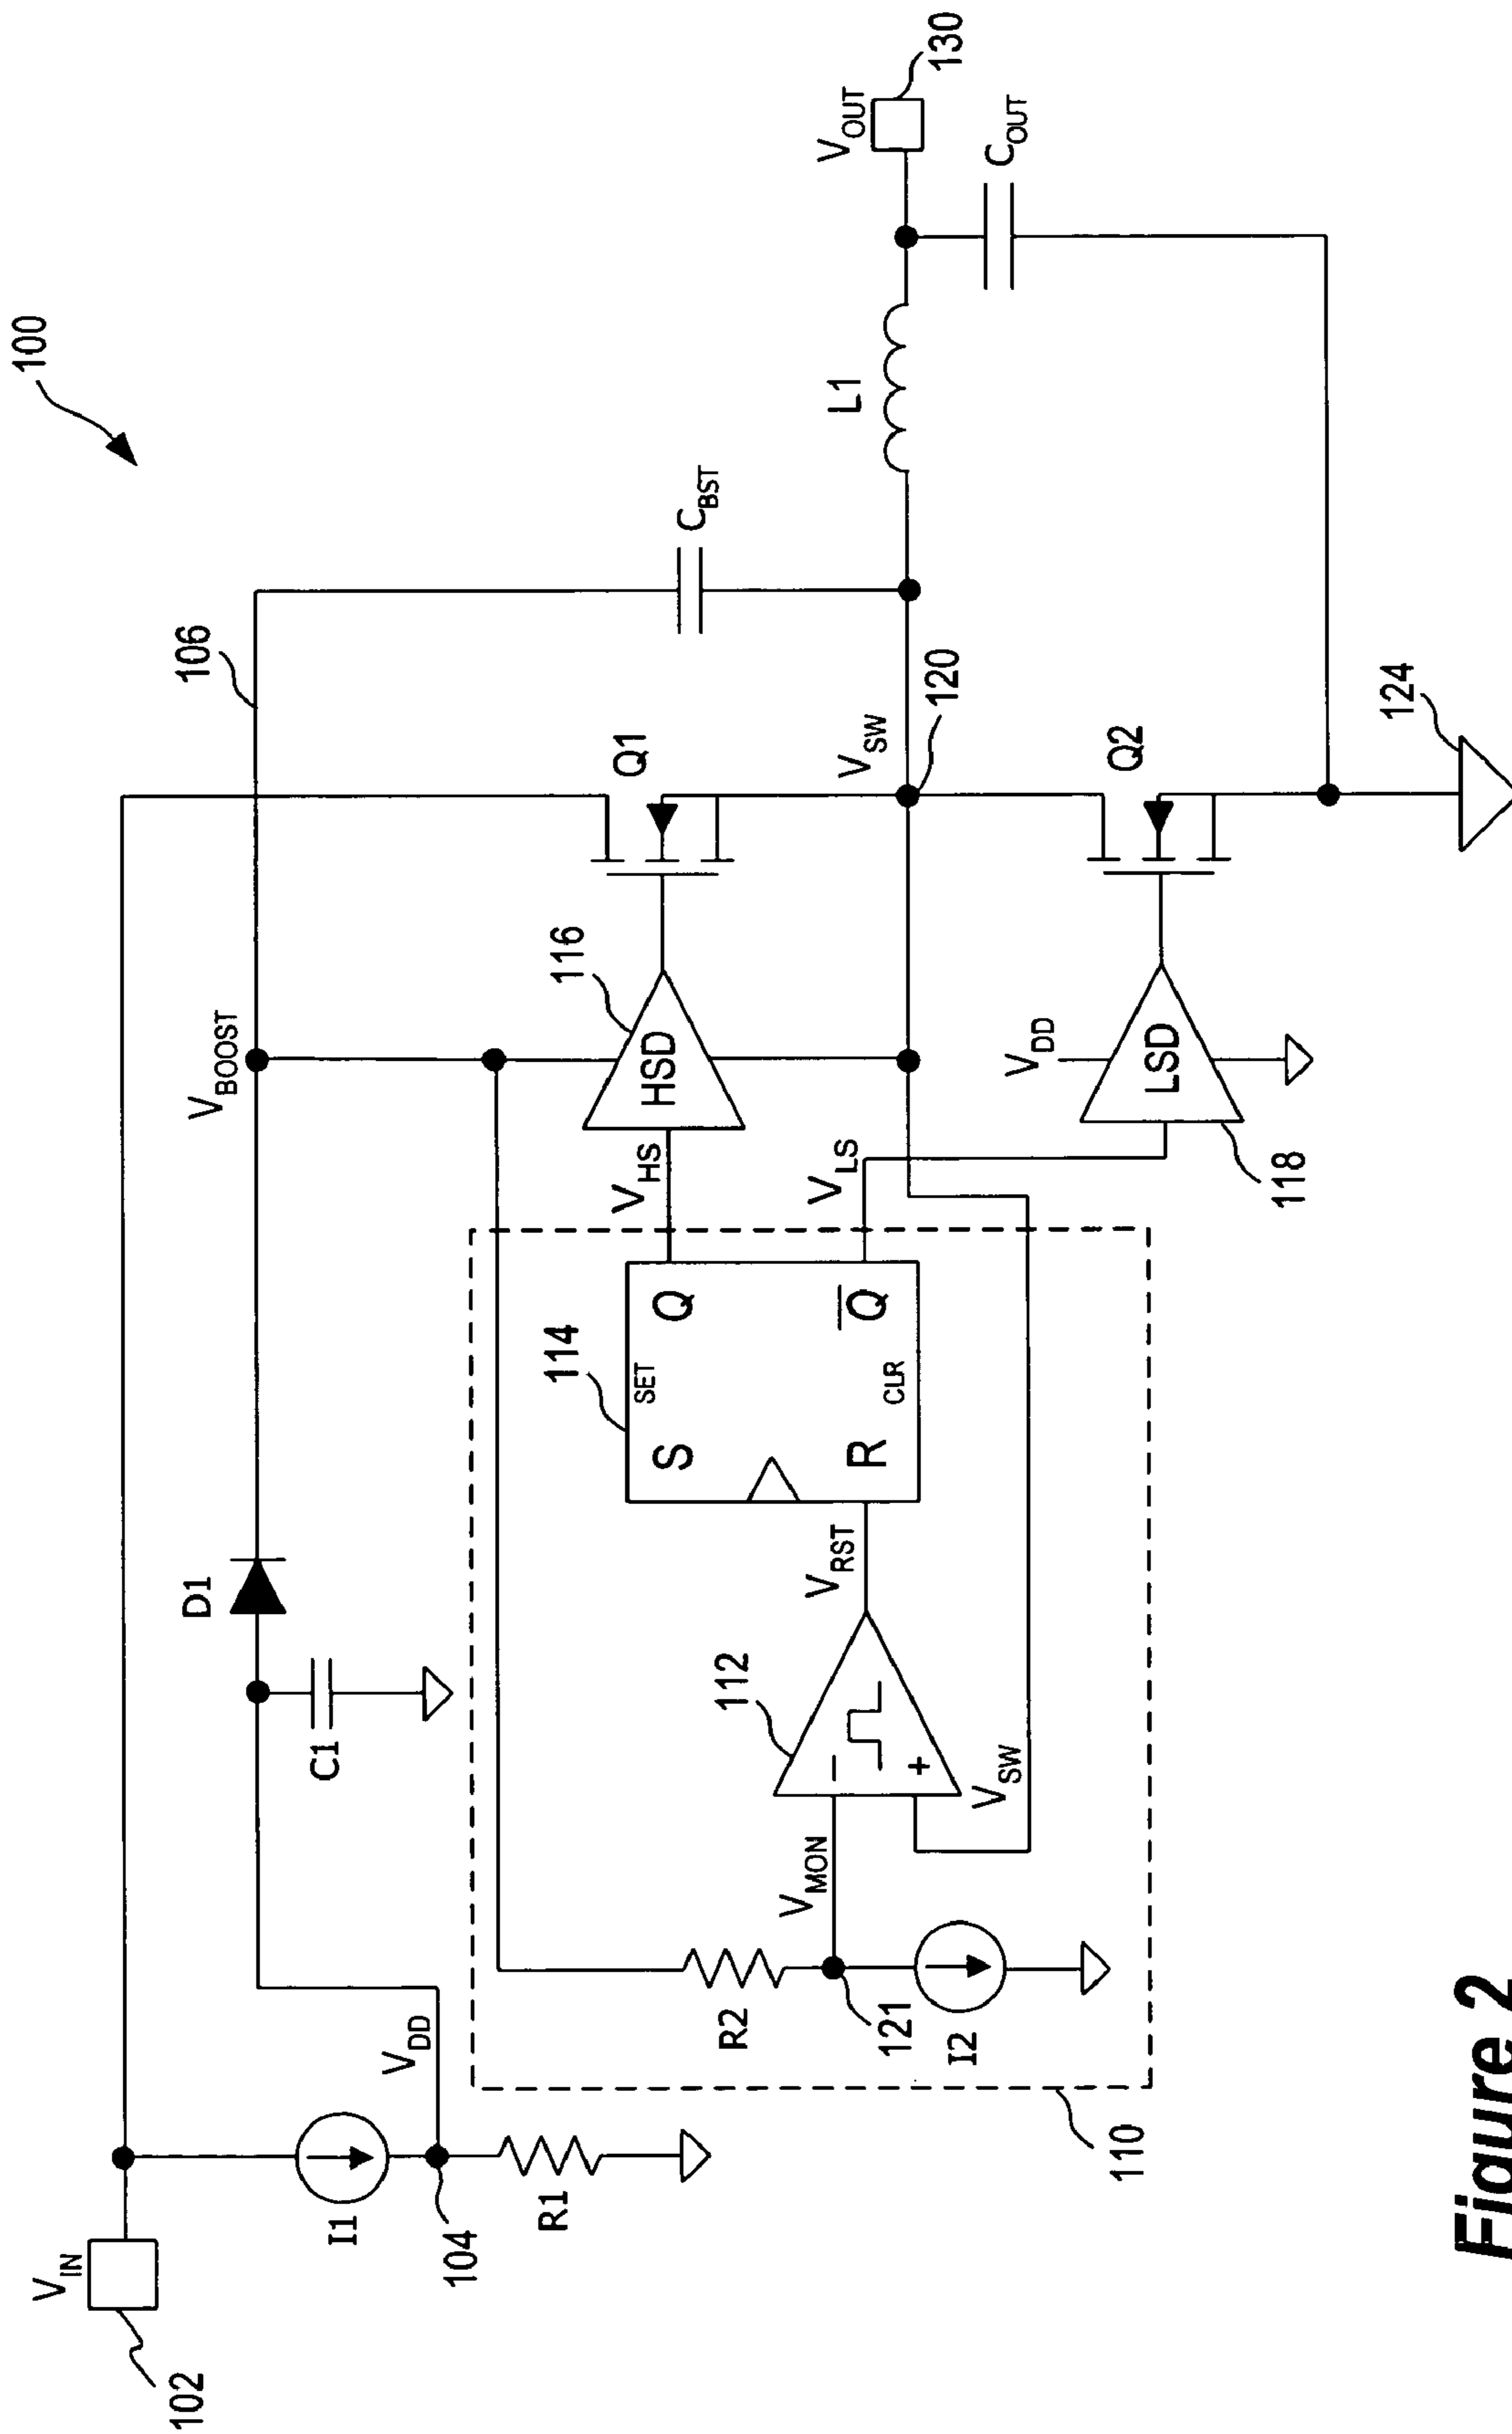 100
V_IN
102
I1
104
R1
V_DD
C1
D1
V_BOOST
106
C_BST
116
HSD
Q1
V_HS
V_SW
120
L1
V_OUT
130
C_OUT
114
S
SET
Q
R
CLR
Q̅
V_LS
V_DD
LSD
118
Q2
124
112
−
+
V_RST
V_MON
V_SW
R2
121
I2
110
Figure 2